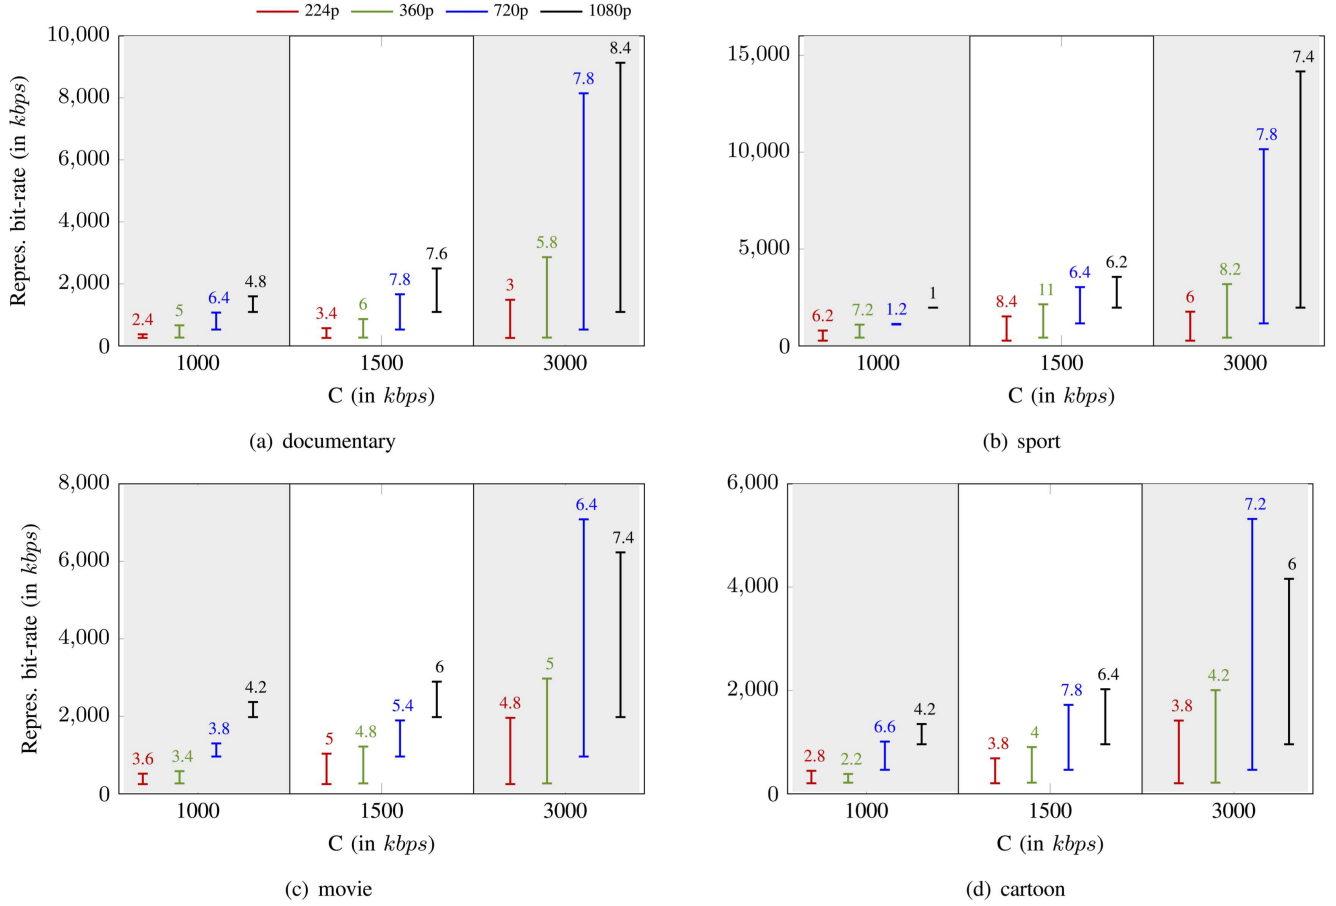 224p 360p 720p 1080p
10,000
8,000
6,000
4,000
2,000
0
Repres. bit-rate (in kbps)
2.4 5 6.4 4.8
3.4 6 7.8 7.6
3 5.8 7.8 8.4
1000 1500 3000
C (in kbps)
(a) documentary
15,000
10,000
5,000
0
6.2 7.2 1.2 1
8.4 11 6.4 6.2
6 8.2 7.8 7.4
1000 1500 3000
C (in kbps)
(b) sport
8,000
6,000
4,000
2,000
0
Repres. bit-rate (in kbps)
3.6 3.4 3.8 4.2
5 4.8 5.4 6
4.8 5 6.4 7.4
1000 1500 3000
C (in kbps)
(c) movie
6,000
4,000
2,000
0
2.8 2.2 6.6 4.2
3.8 4 7.8 6.4
3.8 4.2 7.2 6
1000 1500 3000
C (in kbps)
(d) cartoon